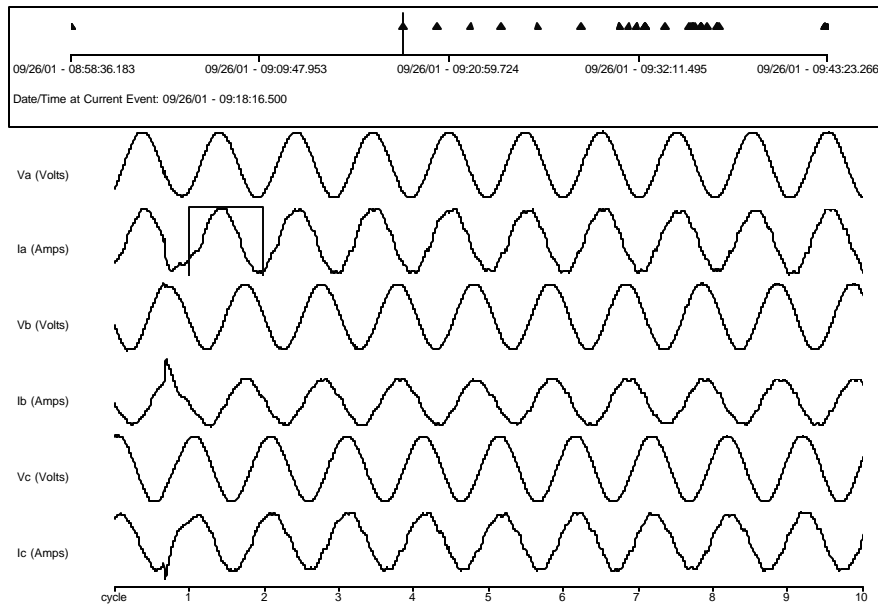 09/26/01 - 08:58:36.183 09/26/01 - 09:09:47.953 09/26/01 - 09:20:59.724 09/26/01 - 09:32:11.495 09/26/01 - 09:43:23.266
Date/Time at Current Event: 09/26/01 - 09:18:16.500
Va (Volts)
Ia (Amps)
Vb (Volts)
Ib (Amps)
Vc (Volts)
Ic (Amps)
cycle 1 2 3 4 5 6 7 8 9 10